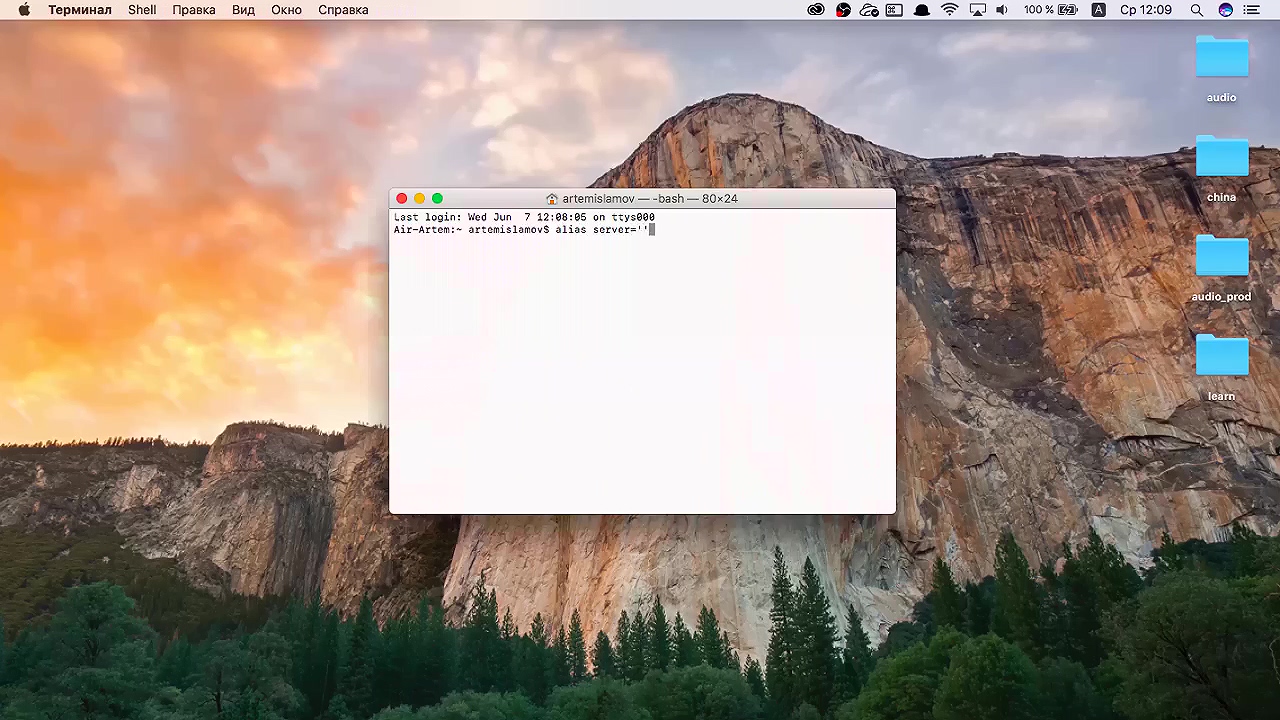 Терминал Shell Правка Вид Окно Справка 100 % A Ср 12:09
audio
china
audio_prod
learn
artemislamov — -bash — 80×24
Last login: Wed Jun  7 12:08:05 on ttys000
Air-Artem:~ artemislamov$ alias server=''